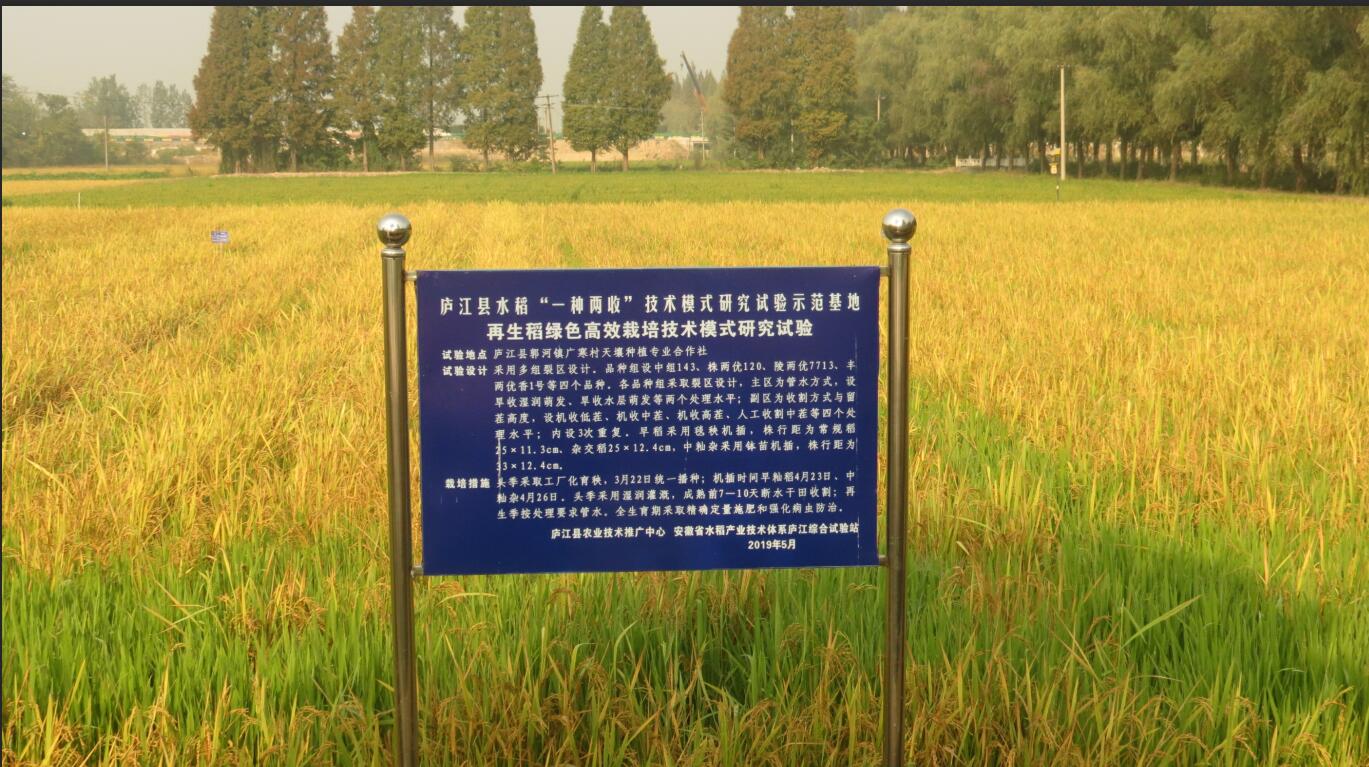 庐江县水稻“一种两收”技术模式研究试验示范基地
再生稻绿色高效栽培技术模式研究试验
试验地点 庐江县郭河镇广寒村天壤种植专业合作社
试验设计 采用多组裂区设计。品种组设中组143、株两优120、陵两优7713、丰
两优香1号等四个品种。各品种组采取裂区设计，主区为管水方式，设
旱收湿润萌发、旱收水层萌发等两个处理水平；副区为收割方式与留
茬高度，设机收低茬、机收中茬、机收高茬、人工收割中茬等四个处
理水平；内设3次重复。早稻采用毯秧机插，株行距为常规稻
25×11.3cm、杂交稻25×12.4cm，中籼杂采用钵苗机插，株行距为
33×12.4cm。
栽培措施 头季采取工厂化育秧，3月22日统一播种；机插时间早籼稻4月23日、中
籼杂4月26日。头季采用湿润灌溉，成熟前7—10天断水干田收割；再
生季按处理要求管水。全生育期采取精确定量施肥和强化病虫防治。
庐江县农业技术推广中心 安徽省水稻产业技术体系庐江综合试验站
2019年5月